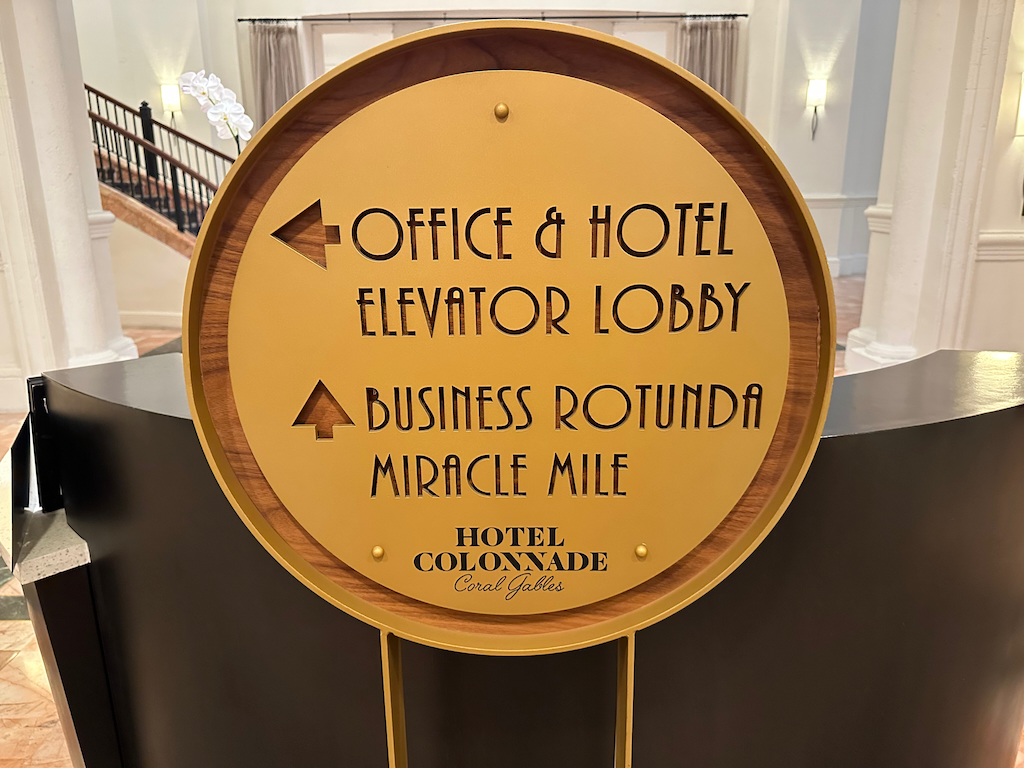 OFFICE & HOTEL
ELEVATOR LOBBY
BUSINESS ROTUNDA
MIRACLE MILE
HOTEL
COLONNADE
Coral Gables